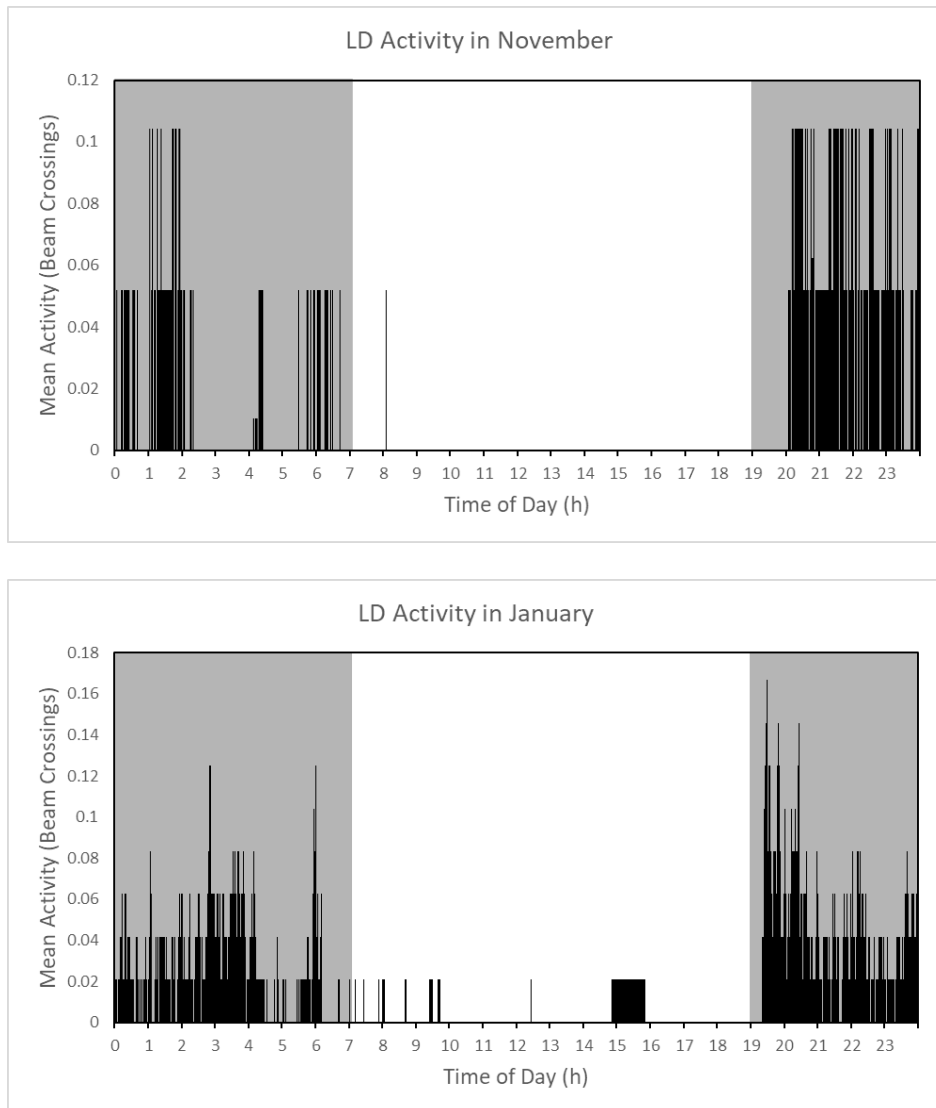 LD Activity in November
Mean Activity (Beam Crossings)
0.12
0.1
0.08
0.06
0.04
0.02
0
0 1 2 3 4 5 6 7 8 9 10 11 12 13 14 15 16 17 18 19 20 21 22 23
Time of Day (h)
LD Activity in January
Mean Activity (Beam Crossings)
0.18
0.16
0.14
0.12
0.1
0.08
0.06
0.04
0.02
0
0 1 2 3 4 5 6 7 8 9 10 11 12 13 14 15 16 17 18 19 20 21 22 23
Time of Day (h)